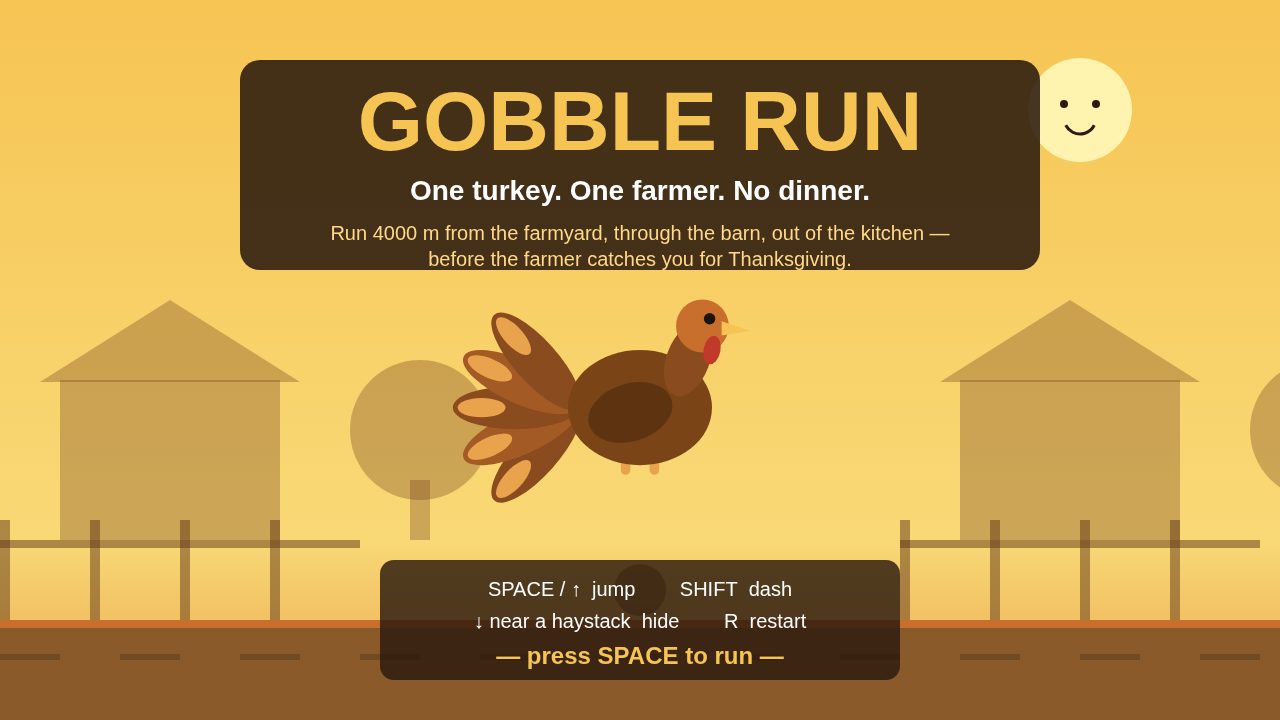 GOBBLE RUN
One turkey. One farmer. No dinner.
Run 4000 m from the farmyard, through the barn, out of the kitchen —
before the farmer catches you for Thanksgiving.
SPACE / ↑ jump SHIFT dash
↓ near a haystack hide R restart
— press SPACE to run —